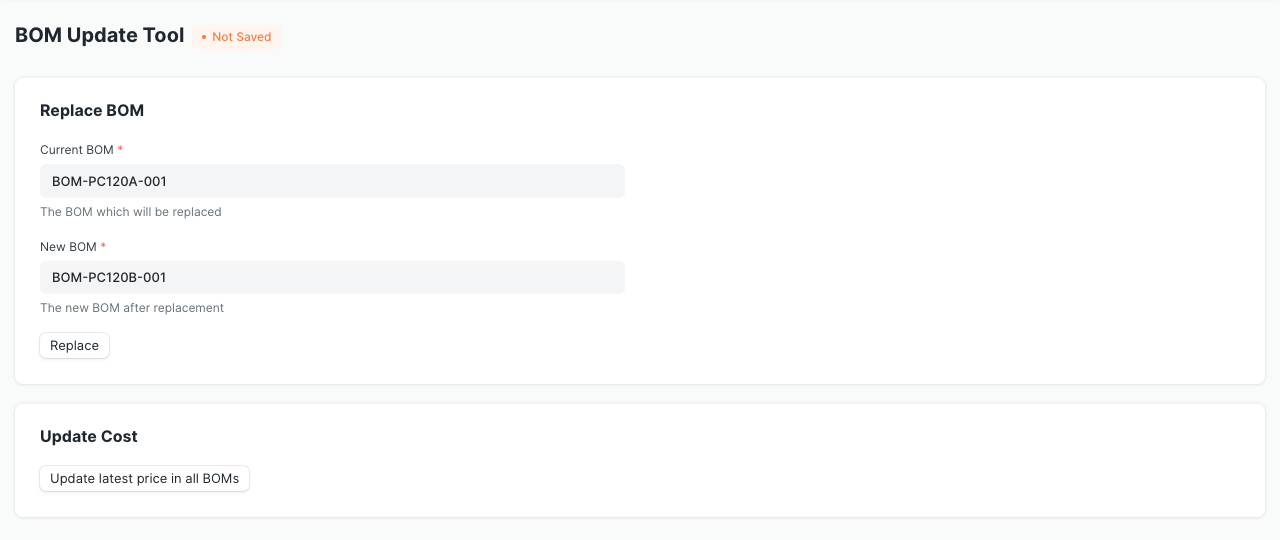 BOM Update Tool • Not Saved
Replace BOM
Current BOM *
BOM-PC120A-001
The BOM which will be replaced
New BOM *
BOM-PC120B-001
The new BOM after replacement
Replace
Update Cost
Update latest price in all BOMs